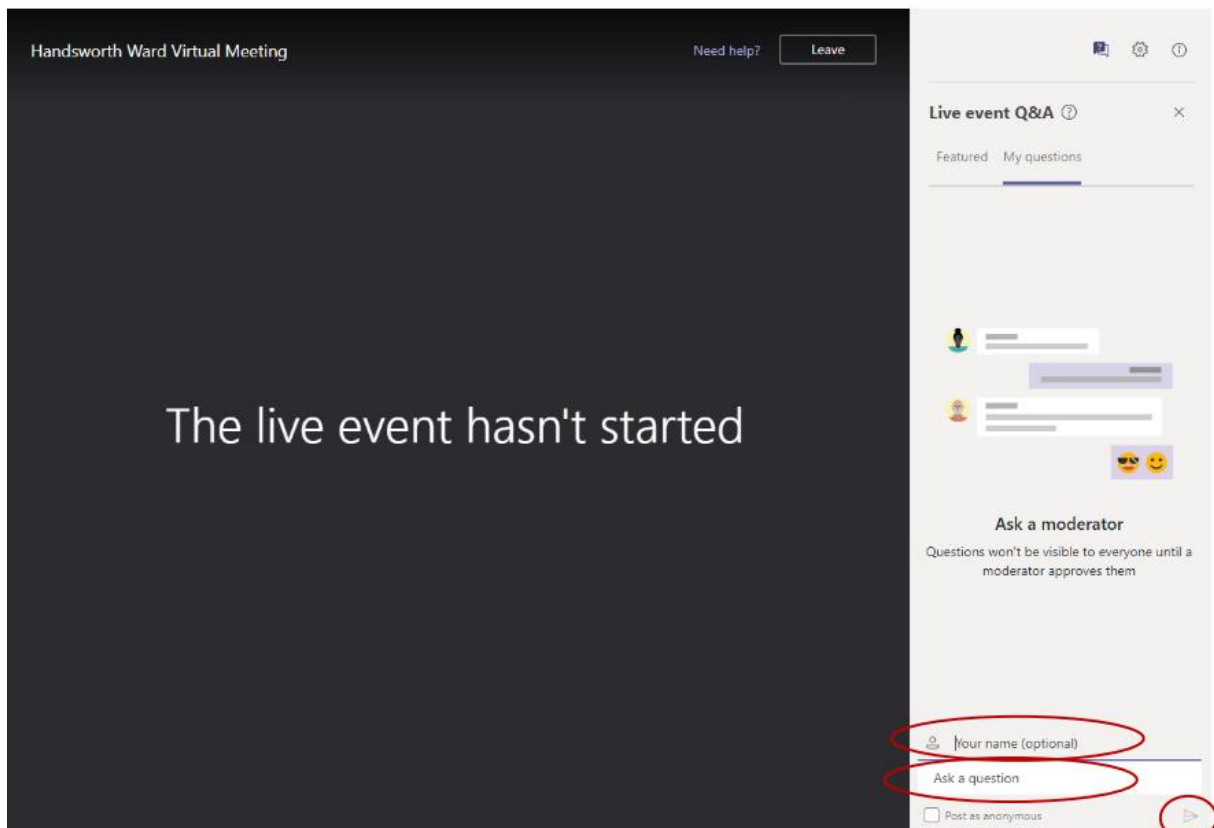 Handsworth Ward Virtual Meeting
Need help?
Leave
Live event Q&A
Featured My questions
The live event hasn't started
Ask a moderator
Questions won't be visible to everyone until a
moderator approves them
Your name (optional)
Ask a question
Post as anonymous